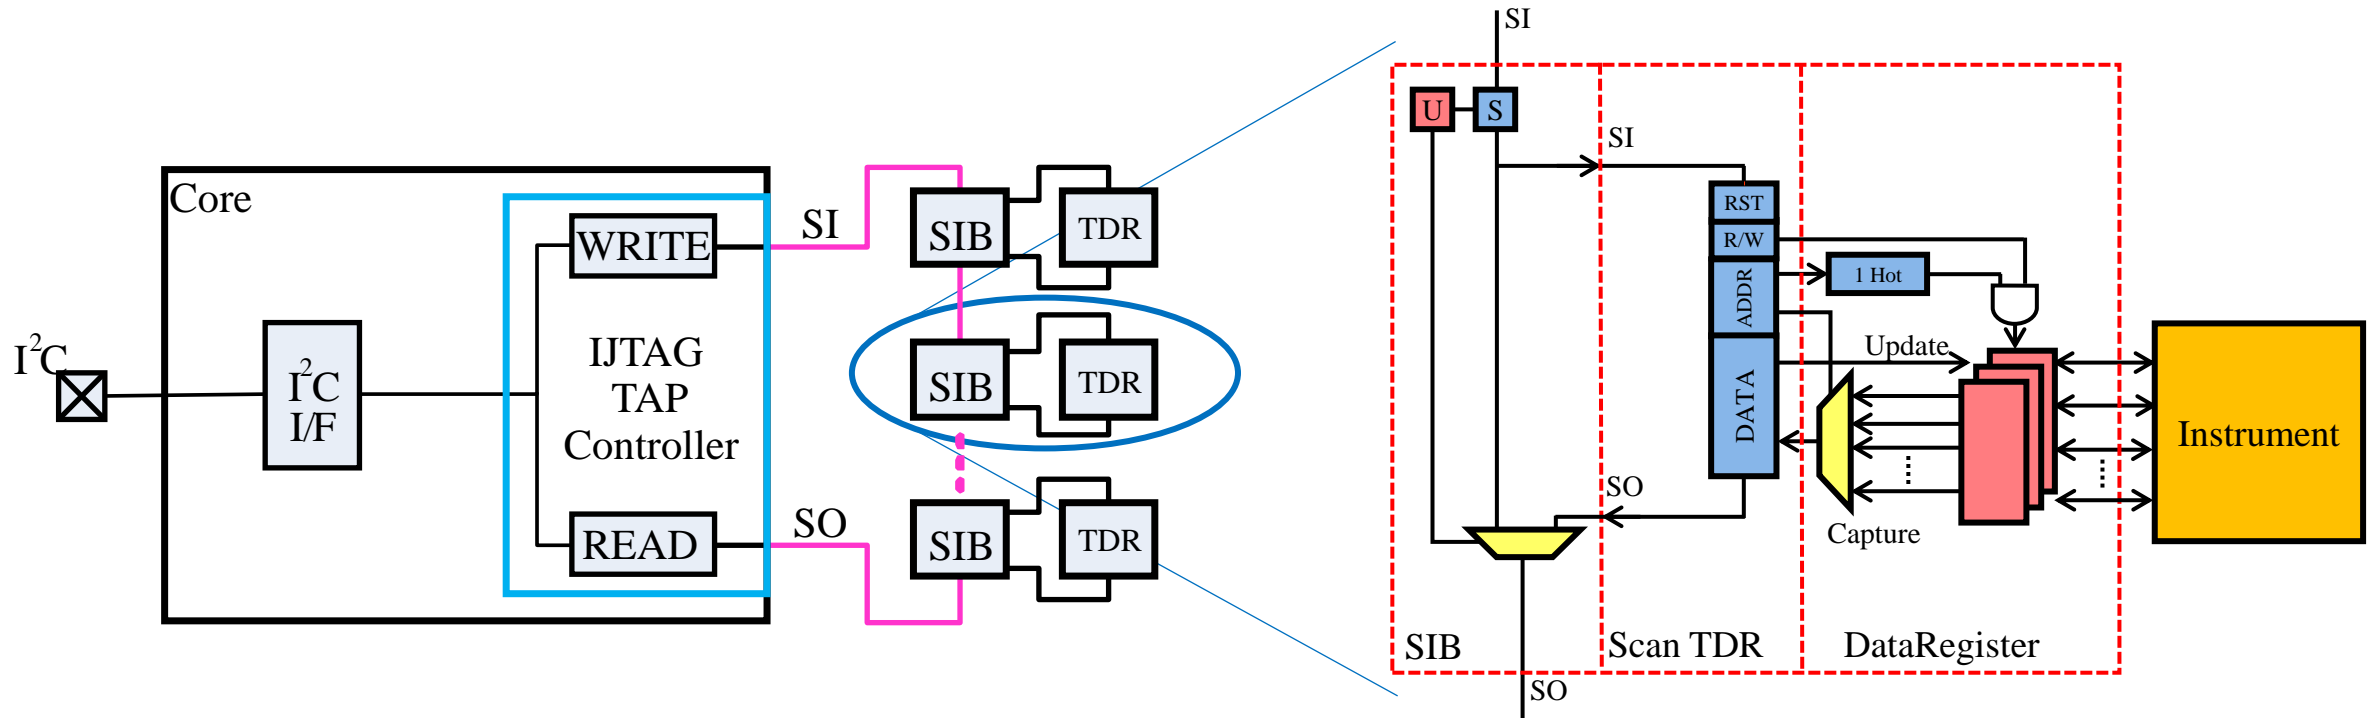 Core
I²C
I²C
I/F
WRITE
IJTAG
TAP
Controller
READ
SI
SO
SIB
TDR
SIB
TDR
SIB
TDR
SI
U
S
SI
RST
R/W
ADDR
DATA
1 Hot
Update
Capture
SO
SIB
Scan TDR
DataRegister
SO
Instrument